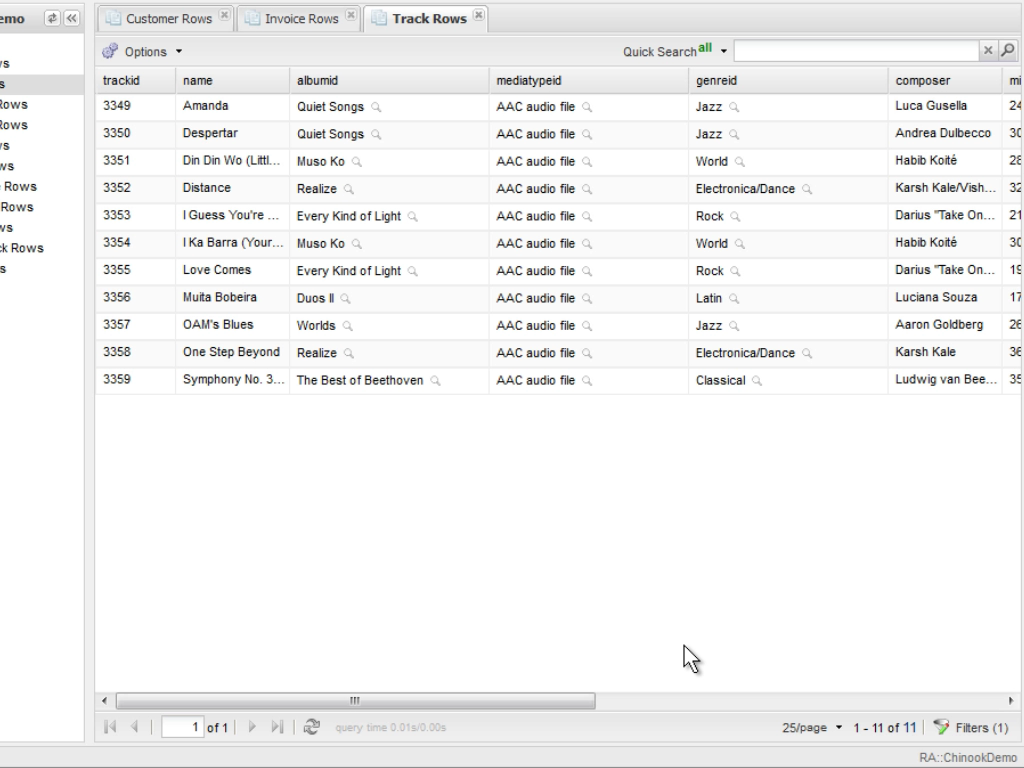 emo Customer Rows Invoice Rows Track Rows
Options Quick Search all
trackid name albumid mediatypeid genreid composer mi
3349 Amanda Quiet Songs AAC audio file Jazz Luca Gusella 24
3350 Despertar Quiet Songs AAC audio file Jazz Andrea Dulbecco 30
3351 Din Din Wo (Littl... Muso Ko AAC audio file World Habib Koité 28
3352 Distance Realize AAC audio file Electronica/Dance Karsh Kale/Vish... 32
3353 I Guess You're ... Every Kind of Light AAC audio file Rock Darius "Take On... 21
3354 I Ka Barra (Your... Muso Ko AAC audio file World Habib Koité 30
3355 Love Comes Every Kind of Light AAC audio file Rock Darius "Take On... 19
3356 Muita Bobeira Duos II AAC audio file Latin Luciana Souza 17
3357 OAM's Blues Worlds AAC audio file Jazz Aaron Goldberg 26
3358 One Step Beyond Realize AAC audio file Electronica/Dance Karsh Kale 36
3359 Symphony No. 3... The Best of Beethoven AAC audio file Classical Ludwig van Bee... 35
vs
s
Rows
Rows
vs
ws
Rows
Rows
ws
ck Rows
s
1 of 1 query time 0.01s/0.00s 25/page 1 - 11 of 11 Filters (1)
RA::ChinookDemo